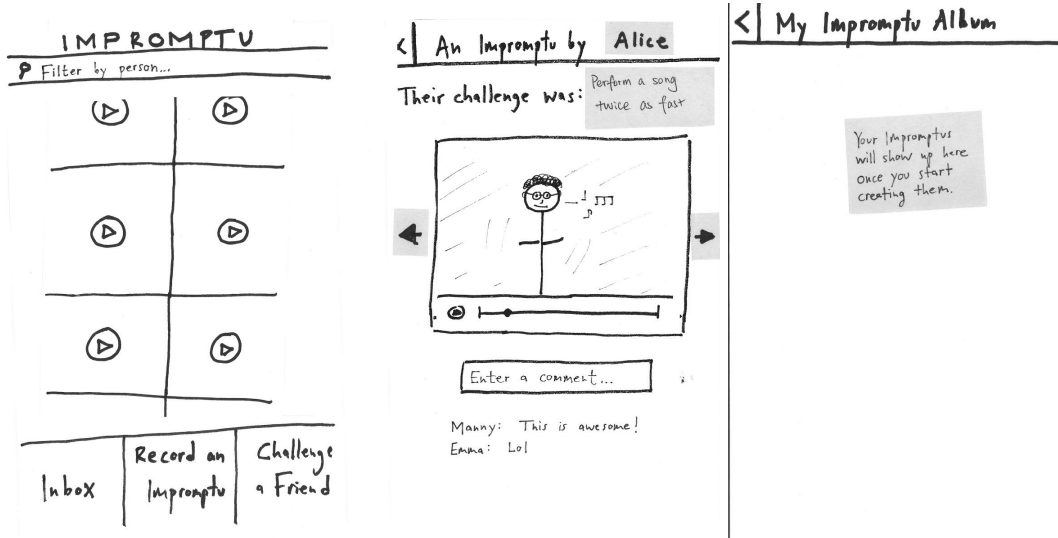 IMPROMPTU
Filter by person...
Inbox
Record an
Impromptu
Challenge
a Friend
< An Impromptu by Alice
Their challenge was:
Perform a song
twice as fast
Enter a comment...
Manny: This is awesome!
Emma: Lol
< My Impromptu Album
Your Impromptus
will show up here
once you start
creating them.